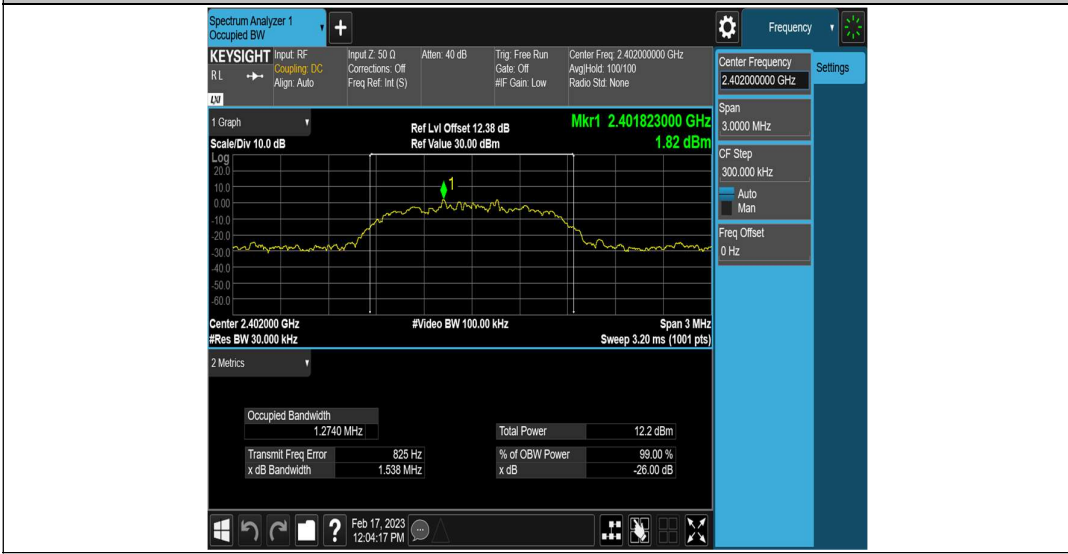 Spectrum Analyzer 1
Occupied BW
Frequency
KEYSIGHT
R L
LXI
Input: RF
Coupling: DC
Align: Auto
Input Z: 50 Ω
Corrections: Off
Freq Ref: Int (S)
Atten: 40 dB
Trig: Free Run
Gate: Off
#IF Gain: Low
Center Freq: 2.402000000 GHz
Avg|Hold: 100/100
Radio Std: None
1 Graph
Scale/Div 10.0 dB
Ref Lvl Offset 12.38 dB
Ref Value 30.00 dBm
Mkr1 2.401823000 GHz
1.82 dBm
Log
20.0
10.0
0.00
-10.0
-20.0
-30.0
-40.0
-50.0
-60.0
1
Center 2.402000 GHz
#Video BW 100.00 kHz
Span 3 MHz
#Res BW 30.000 kHz
Sweep 3.20 ms (1001 pts)
2 Metrics
Occupied Bandwidth
1.2740 MHz
Total Power 12.2 dBm
Transmit Freq Error 825 Hz
% of OBW Power 99.00 %
x dB Bandwidth 1.538 MHz
x dB -26.00 dB
Center Frequency
2.402000000 GHz
Settings
Span
3.0000 MHz
CF Step
300.000 kHz
Auto
Man
Freq Offset
0 Hz
?
Feb 17, 2023
12:04:17 PM